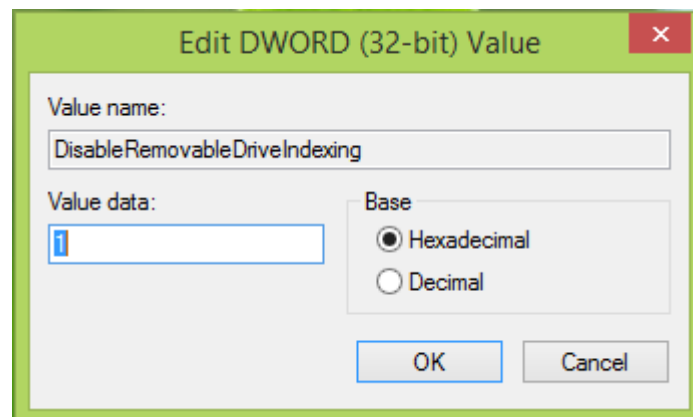 Edit DWORD (32-bit) Value
Value name:
DisableRemovableDriveIndexing
Value data:
1
Base
Hexadecimal
Decimal
OK
Cancel